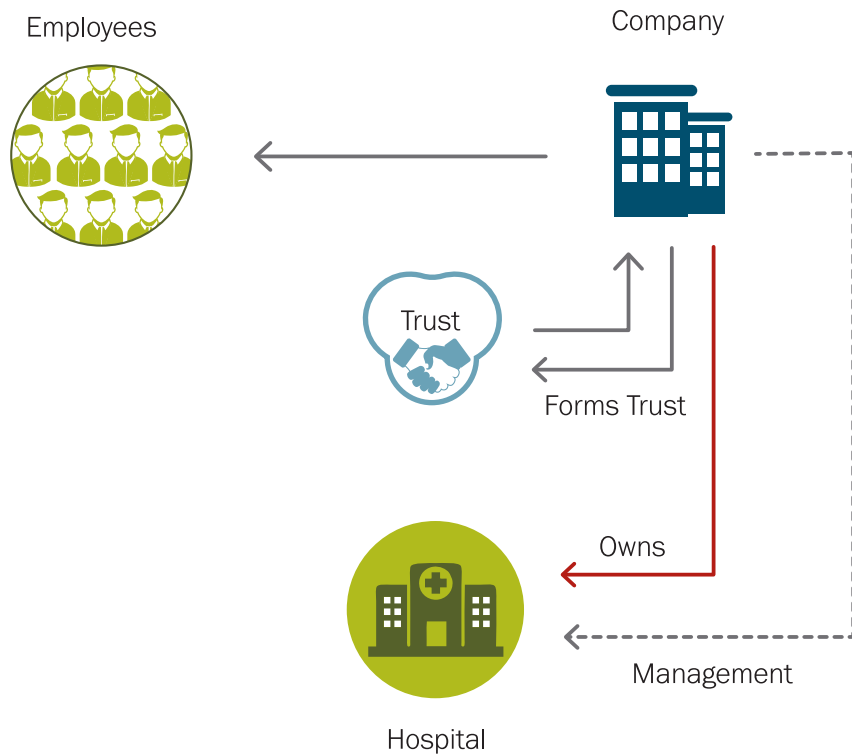 Employees
Company
Trust
Forms Trust
Owns
Management
Hospital